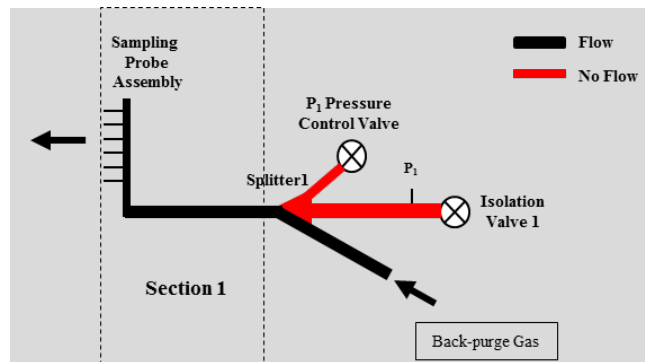 Sampling
Probe
Assembly
Flow
No Flow
P₁ Pressure
Control Valve
Splitter1
P₁
Isolation
Valve 1
Section 1
Back-purge Gas